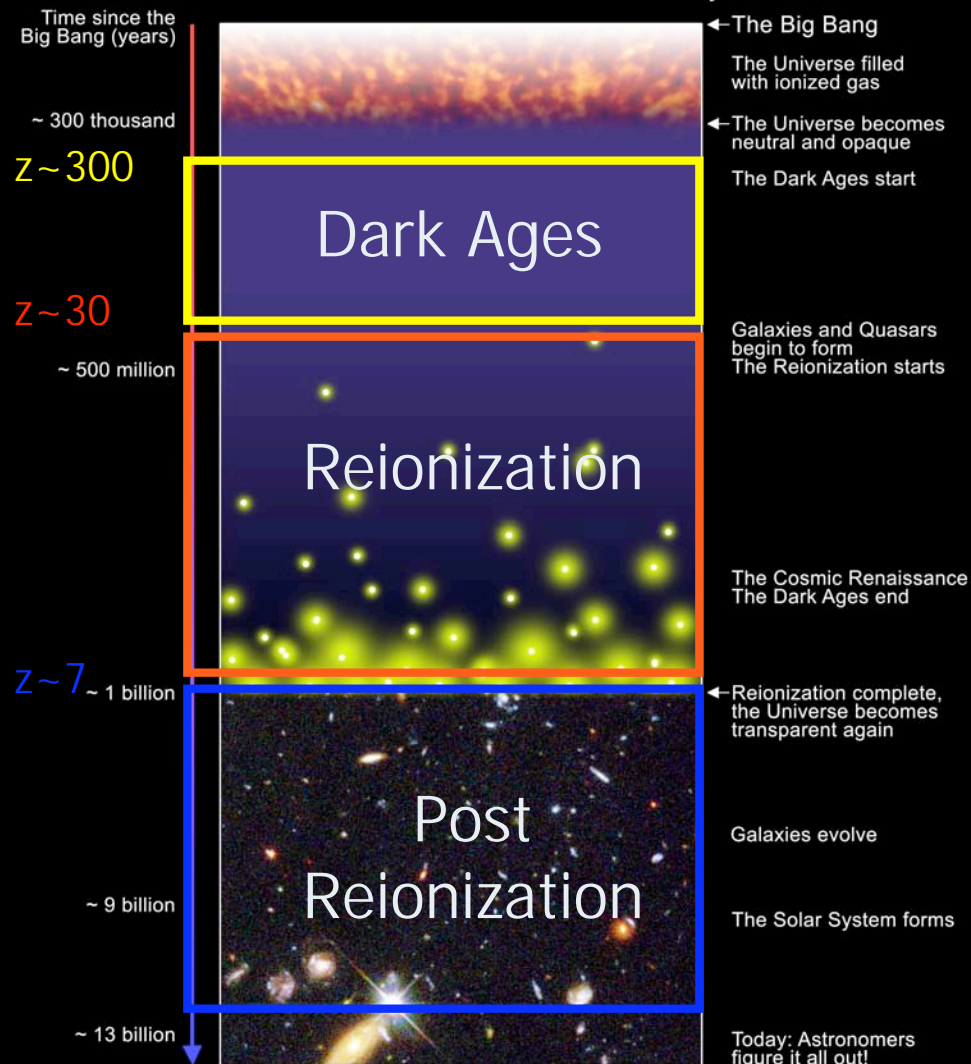 Time since the
Big Bang (years)
The Big Bang
The Universe filled
with ionized gas
~ 300 thousand
The Universe becomes
neutral and opaque
z~300
The Dark Ages start
Dark Ages
z~30
Galaxies and Quasars
begin to form
The Reionization starts
~ 500 million
Reionization
The Cosmic Renaissance
The Dark Ages end
z~7
~ 1 billion
Reionization complete,
the Universe becomes
transparent again
Post
Reionization
Galaxies evolve
~ 9 billion
The Solar System forms
~ 13 billion
Today: Astronomers
figure it all out!